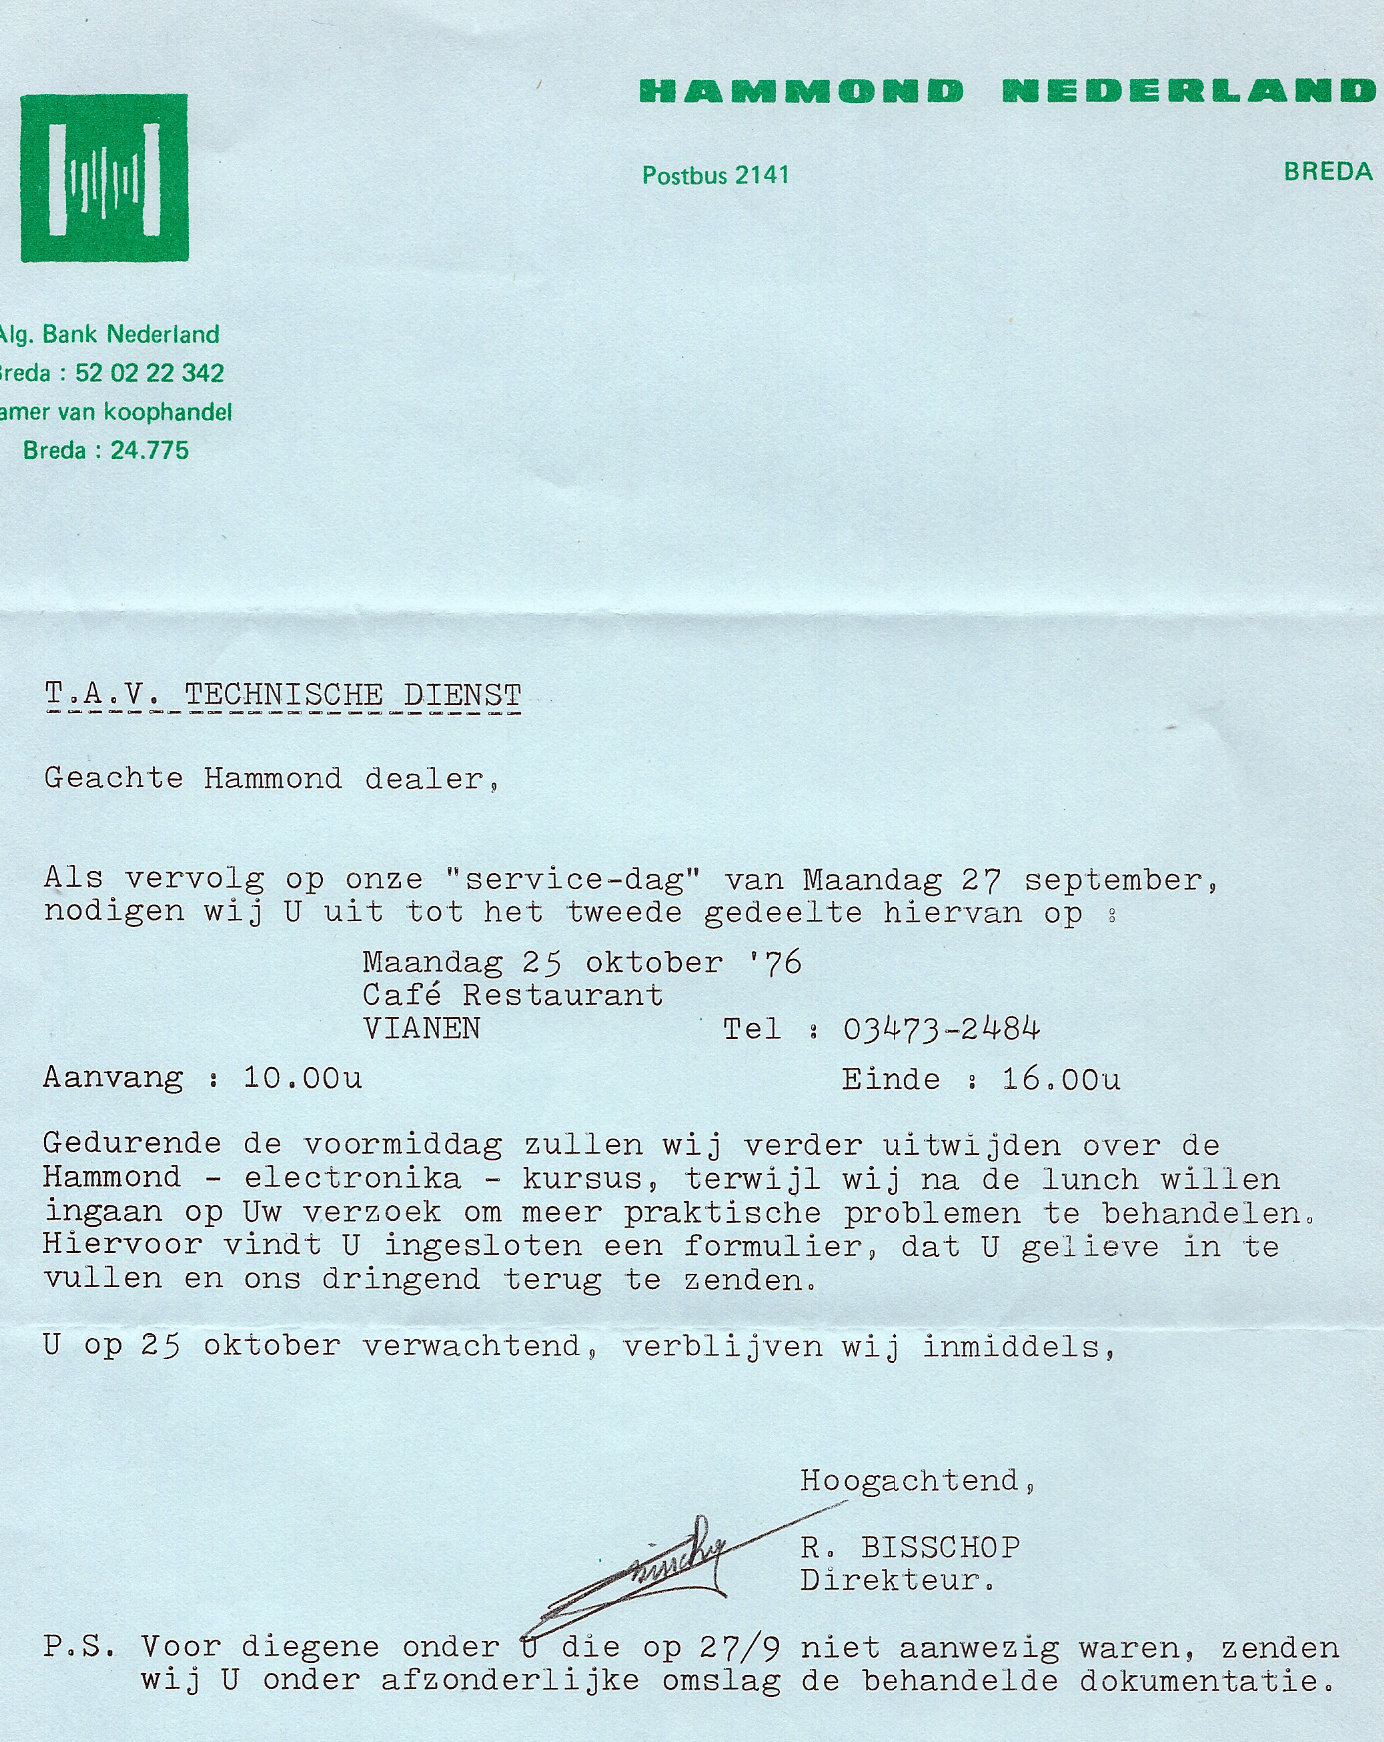 HAMMOND NEDERLAND
Postbus 2141 BREDA
Alg. Bank Nederland
Breda : 52 02 22 342
amer van koophandel
Breda : 24.775
T.A.V. TECHNISCHE DIENST
Geachte Hammond dealer,
Als vervolg op onze "service-dag" van Maandag 27 september,
nodigen wij U uit tot het tweede gedeelte hiervan op :
Maandag 25 oktober '76
Café Restaurant
VIANEN Tel : 03473-2484
Aanvang : 10.00u Einde : 16.00u
Gedurende de voormiddag zullen wij verder uitwijden over de
Hammond - electronika - kursus, terwijl wij na de lunch willen
ingaan op Uw verzoek om meer praktische problemen te behandelen.
Hiervoor vindt U ingesloten een formulier, dat U gelieve in te
vullen en ons dringend terug te zenden.
U op 25 oktober verwachtend, verblijven wij inmiddels,
Hoogachtend,
R. BISSCHOP
Direkteur.
P.S. Voor diegene onder U die op 27/9 niet aanwezig waren, zenden
wij U onder afzonderlijke omslag de behandelde dokumentatie.